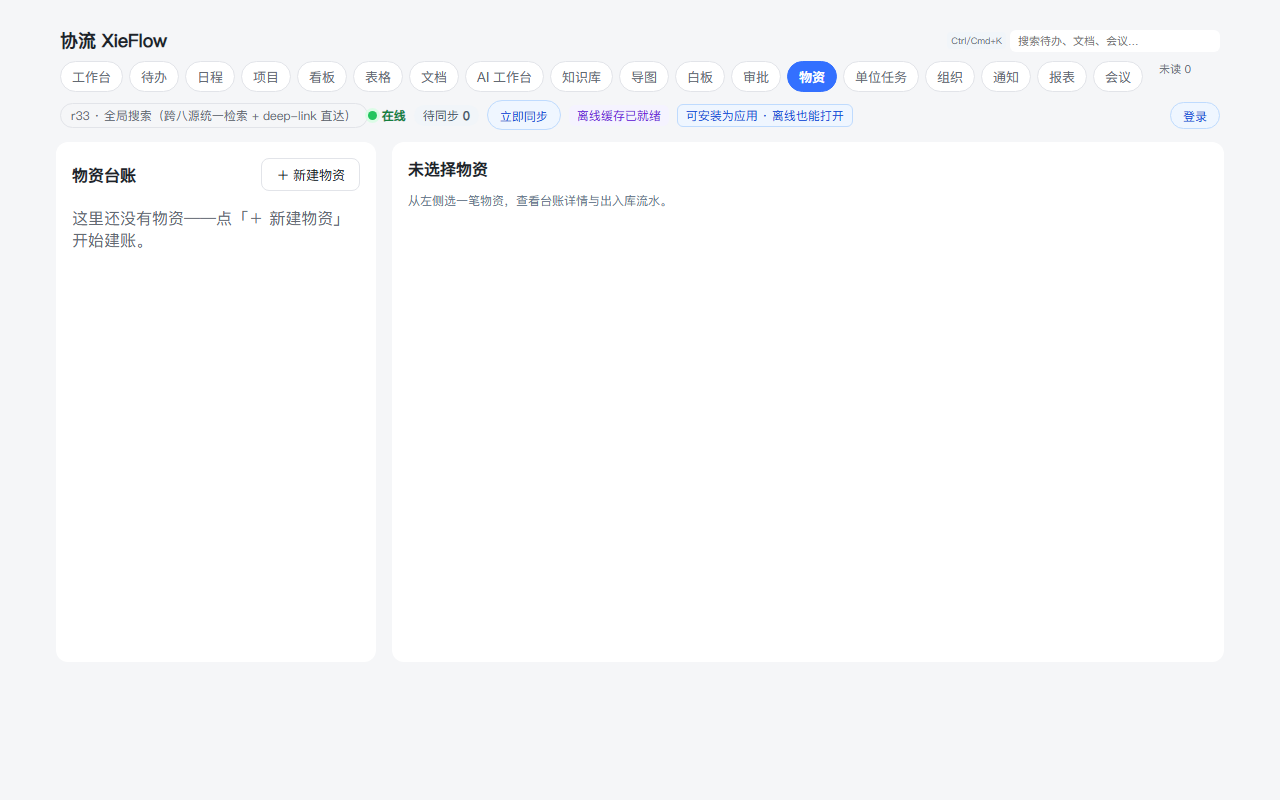 协流 XieFlow
Ctrl/Cmd+K 搜索待办、文档、会议...
工作台 待办 日程 项目 看板 表格 文档 AI 工作台 知识库 导图 白板 审批 物资 单位任务 组织 通知 报表 会议 未读 0
r33 · 全局搜索（跨八源统一检索 + deep-link 直达） 在线 待同步 0 立即同步 离线缓存已就绪 可安装为应用 · 离线也能打开 登录
物资台账 ＋ 新建物资
这里还没有物资——点「＋ 新建物资」
开始建账。
未选择物资
从左侧选一笔物资，查看台账详情与出入库流水。